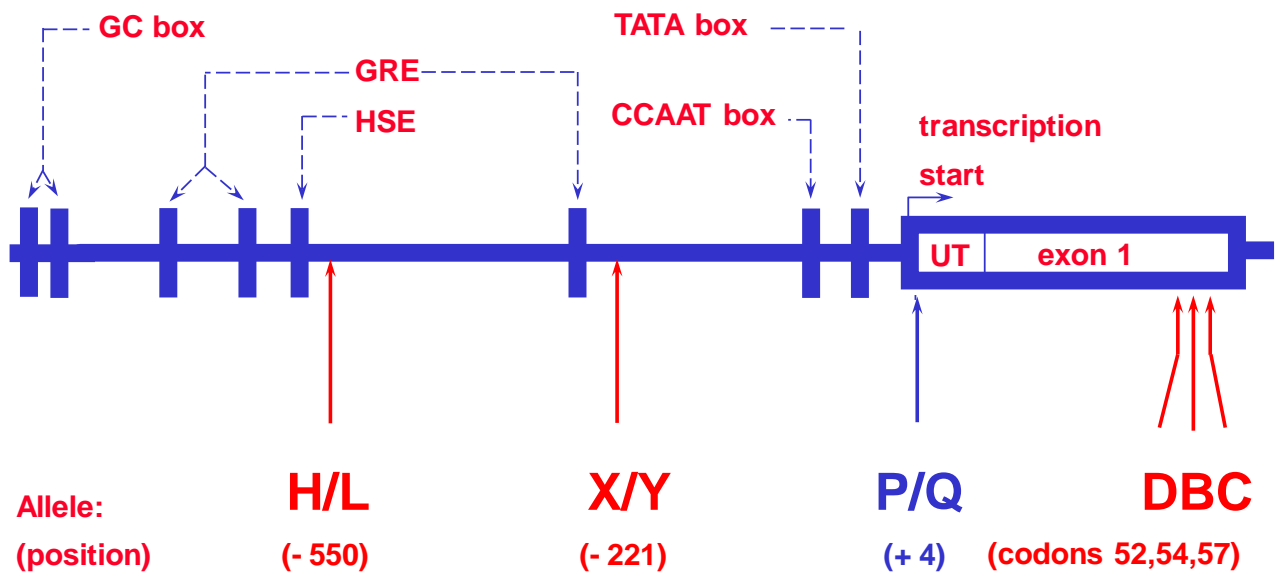 GC box
TATA box
GRE
HSE
CCAAT box
transcription
start
UT
exon 1
H/L
X/Y
P/Q
DBC
Allele:
(position)
(- 550)
(- 221)
(+ 4)
(codons 52,54,57)